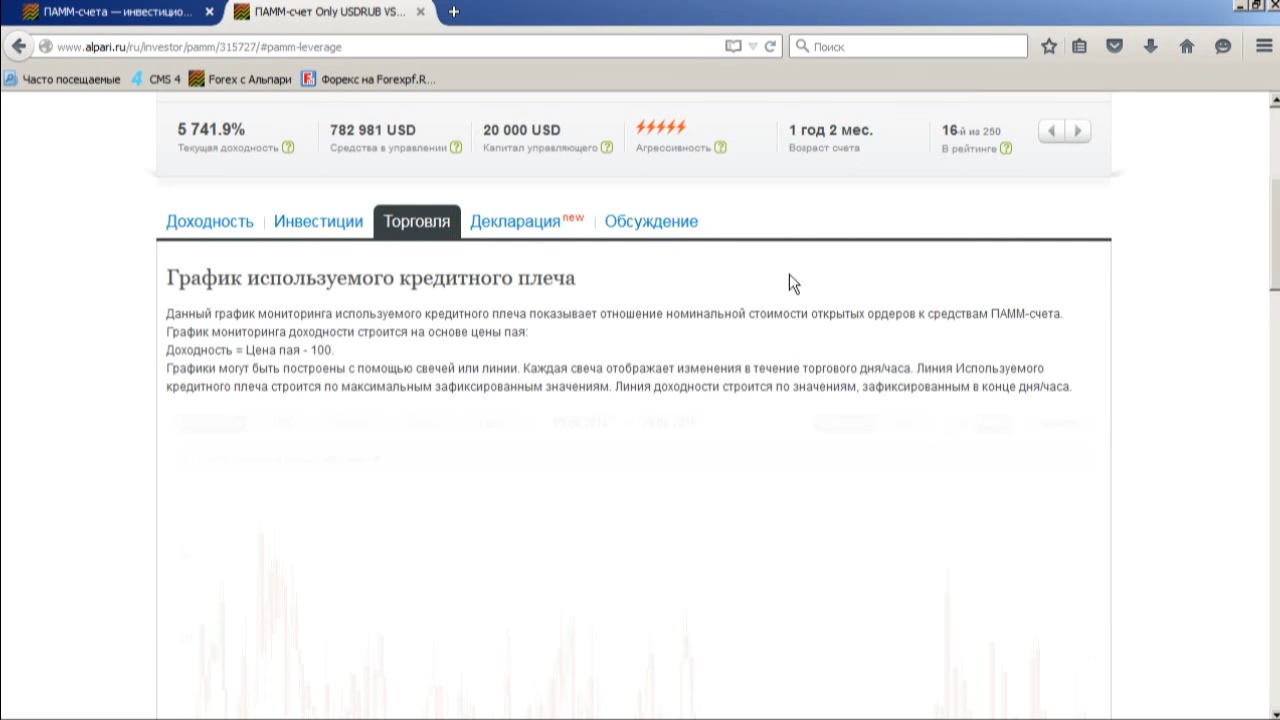 ПАММ-счета — инвестицио...
ПАММ-счет Only USDRUB VS...
www.alpari.ru/ru/investor/pamm/315727/#pamm-leverage
Поиск
Часто посещаемые
CMS 4
Forex с Альпари
Форекс на Forexpf.R...
5 741.9%
782 981 USD
20 000 USD
1 год 2 мес.
16-й из 250
Текущая доходность ?
Средства в управлении ?
Капитал управляющего ?
Агрессивность ?
Возраст счета
В рейтинге ?
Доходность
Инвестиции
Торговля
Декларация new
Обсуждение
График используемого кредитного плеча
Данный график мониторинга используемого кредитного плеча показывает отношение номинальной стоимости открытых ордеров к средствам ПАММ-счета.
График мониторинга доходности строится на основе цены пая:
Доходность = Цена пая - 100.
Графики могут быть построены с помощью свечей или линии. Каждая свеча отображает изменения в течение торгового дня/часа. Линия Используемого
кредитного плеча строится по максимальным зафиксированным значениям. Линия доходности строится по значениям, зафиксированным в конце дня/часа.